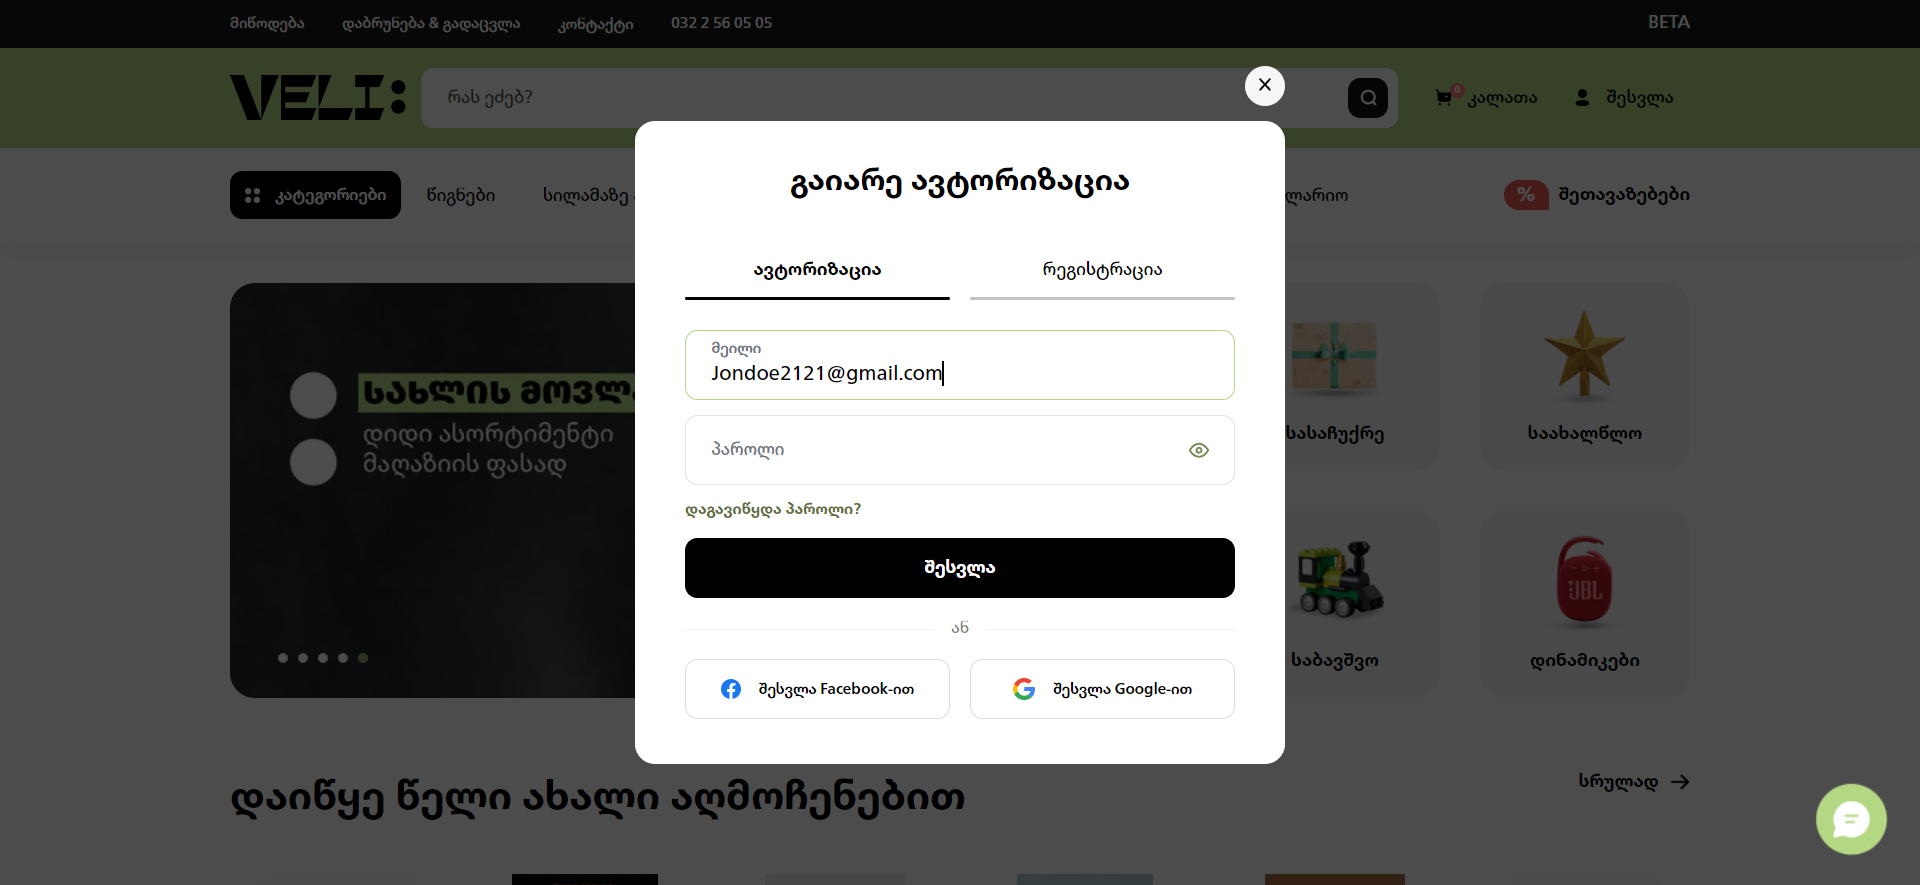 მიწოდება
დაბრუნება & გადაცვლა
კონტაქტი
032 2 56 05 05
BETA
VELI:
რას ეძებ?
0
კალათა
შესვლა
კატეგორიები
წიგნები
სილამაზე
ლარიო
%
შეთავაზებები
გაიარე ავტორიზაცია
ავტორიზაცია
რეგისტრაცია
მეილი
Jondoe2121@gmail.com
პაროლი
დაგავიწყდა პაროლი?
შესვლა
ან
შესვლა Facebook-ით
შესვლა Google-ით
სახლის მოვლ
დიდი ასორტიმენტი
მაღაზიის ფასად
სასაჩუქრე
საახალწლო
საბავშვო
JBL
დინამიკები
დაიწყე წელი ახალი აღმოჩენებით
სრულად